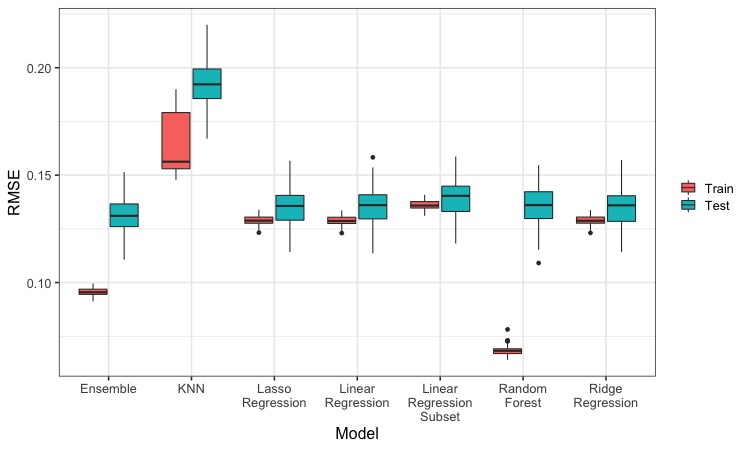 RMSE
0.20
0.15
0.10
Ensemble
KNN
Lasso
Regression
Linear
Regression
Linear
Regression
Subset
Random
Forest
Ridge
Regression
Model
Train
Test